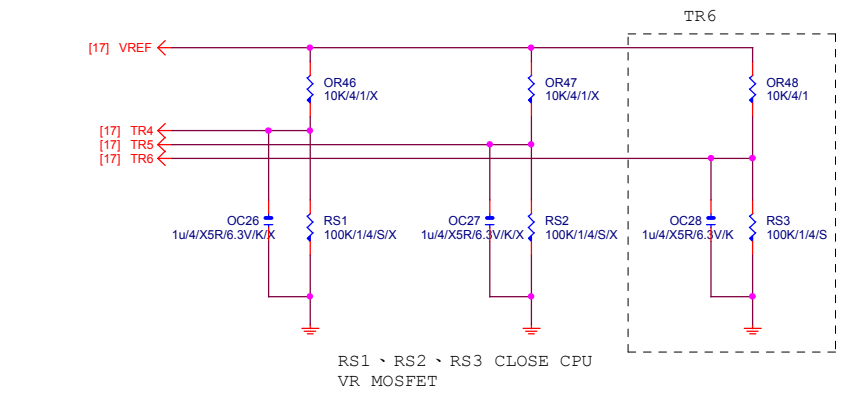 TR6
[17] VREF
OR46
10K/4/1/X
OR47
10K/4/1/X
OR48
10K/4/1
[17] TR4
[17] TR5
[17] TR6
OC26
1u/4/X5R/6.3V/K/X
RS1
100K/1/4/S/X
OC27
1u/4/X5R/6.3V/K/X
RS2
100K/1/4/S/X
OC28
1u/4/X5R/6.3V/K
RS3
100K/1/4/S
RS1、RS2、RS3 CLOSE CPU
VR MOSFET